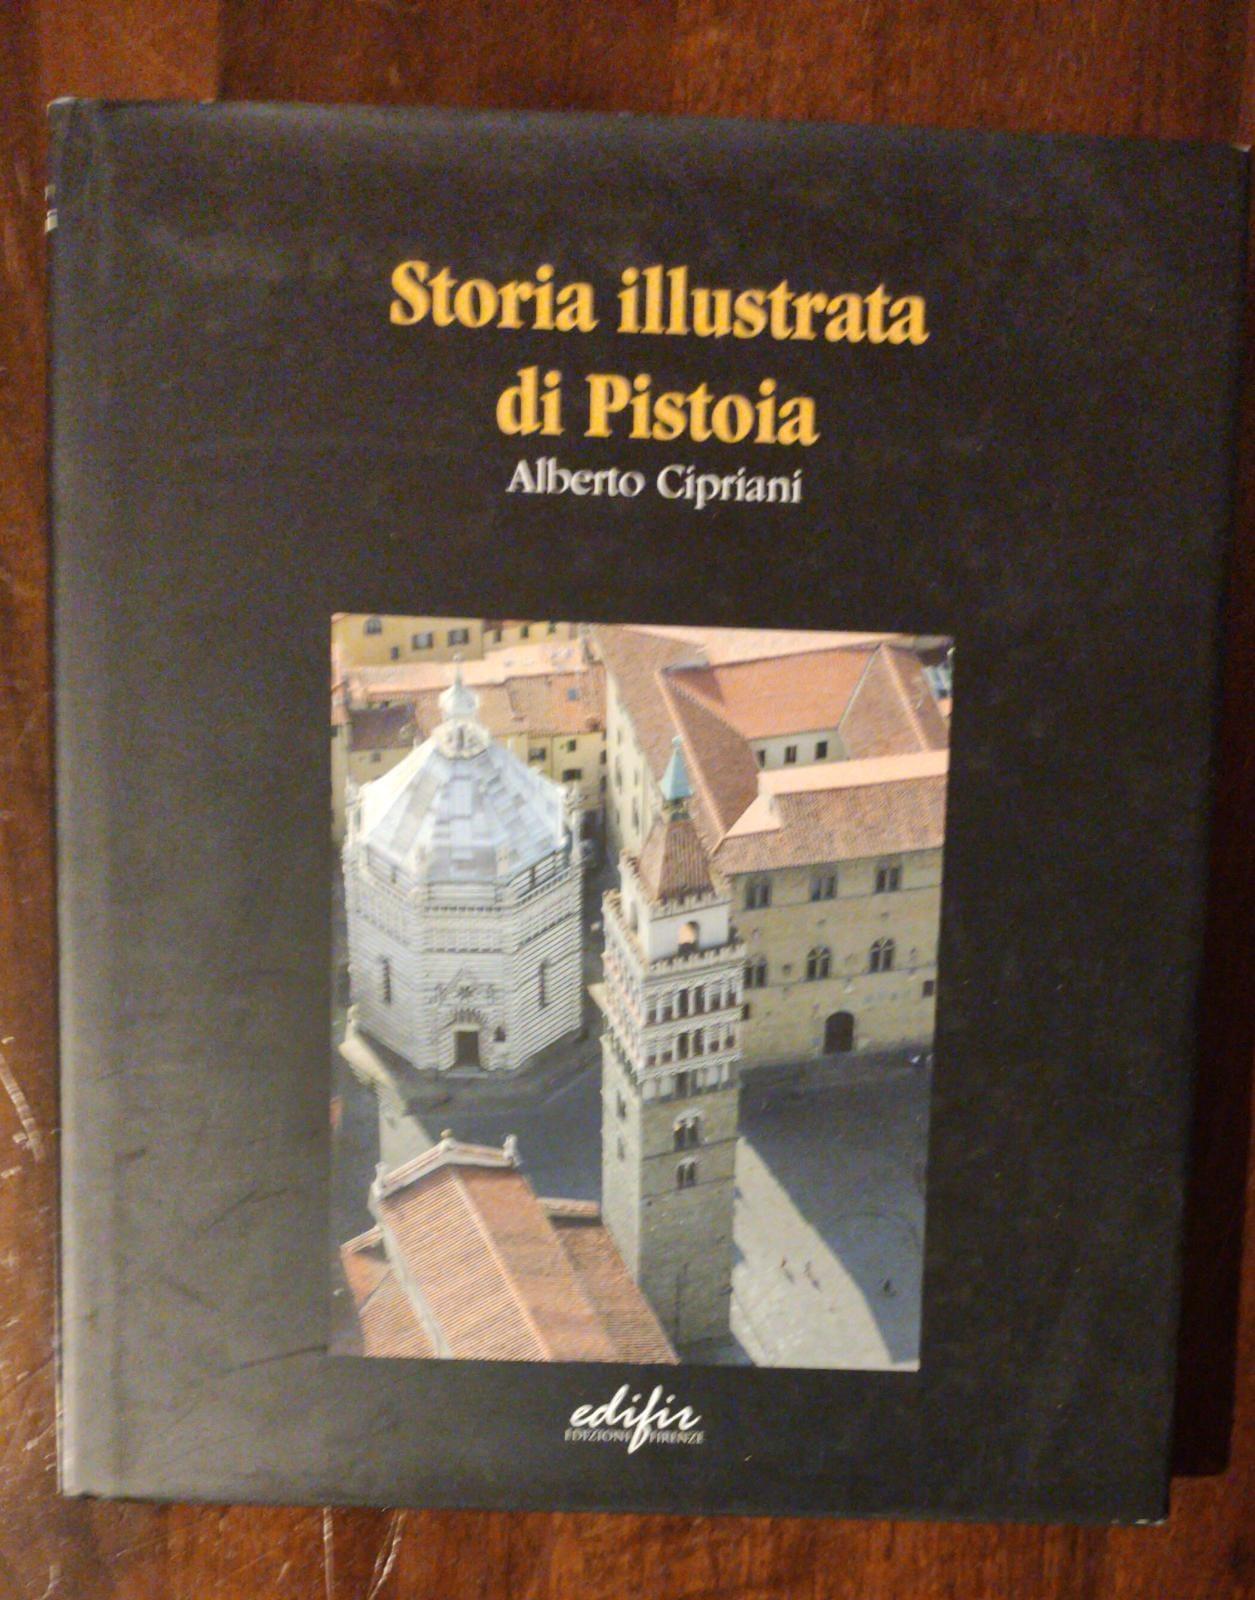 Storia illustrata
di Pistoia
Alberto Cipriani
edifir
EDIZIONI FIRENZE